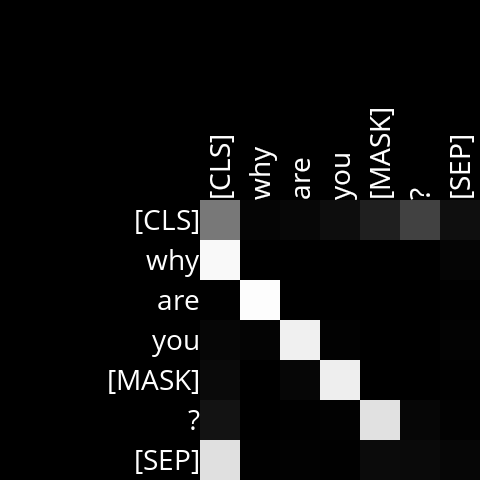 [CLS] why are you [MASK] ? [SEP]
[CLS]
why
are
you
[MASK]
?
[SEP]